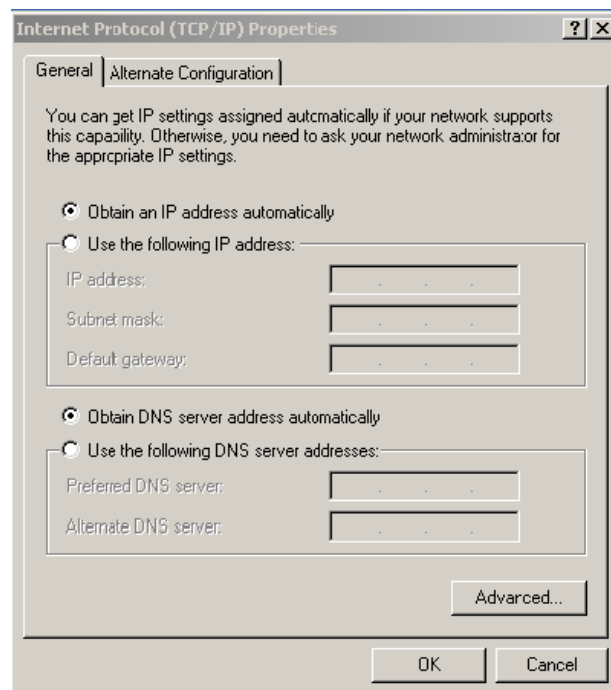 Internet Protocol (TCP/IP) Properties
General Alternate Configuration
You can get IP settings assigned automatically if your network supports
this capability. Otherwise, you need to ask your network administrator for
the appropriate IP settings.
Obtain an IP address automatically
Use the following IP address:
IP address:
Subnet mask:
Default gateway:
Obtain DNS server address automatically
Use the following DNS server addresses:
Preferred DNS server:
Alternate DNS server:
Advanced...
OK Cancel